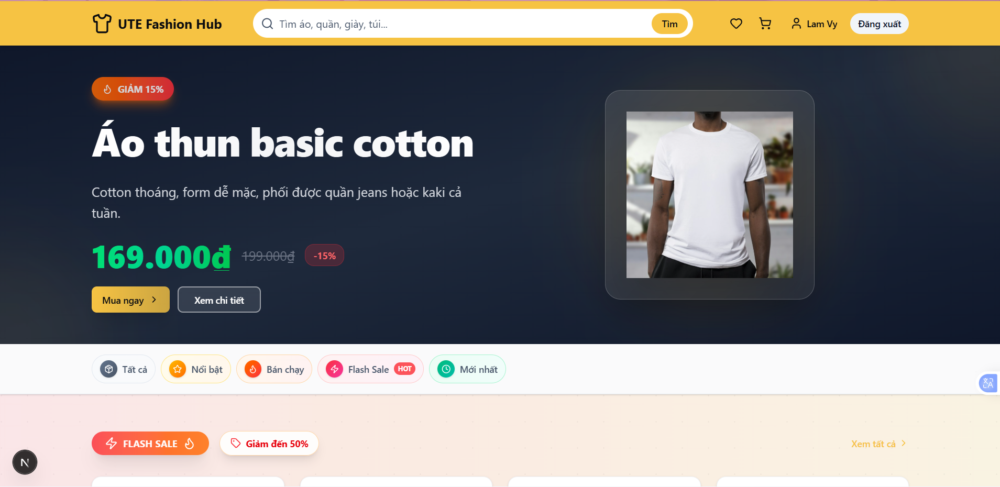 UTE Fashion Hub
Tìm áo, quần, giày, túi...
Tìm
Lam Vy
Đăng xuất
GIẢM 15%
Áo thun basic cotton
Cotton thoáng, form dễ mặc, phối được quần jeans hoặc kaki cả
tuần.
169.000₫
199.000₫
-15%
Mua ngay
Xem chi tiết
Tất cả
Nổi bật
Bán chạy
Flash Sale
HOT
Mới nhất
FLASH SALE
Giảm đến 50%
Xem tất cả
N